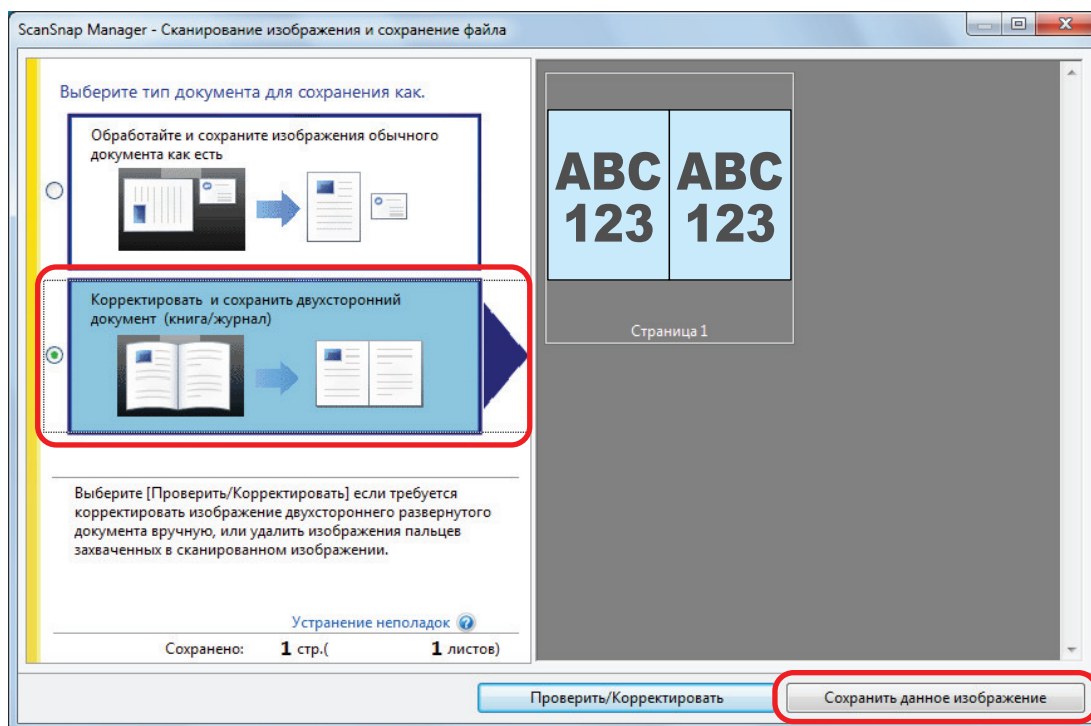 ScanSnap Manager - Сканирование изображения и сохранение файла
Выберите тип документа для сохранения как.
Обработайте и сохраните изображения обычного
документа как есть
Корректировать и сохранить двухсторонний
документ (книга/журнал)
Выберите [Проверить/Корректировать] если требуется
корректировать изображение двухстороннего развернутого
документа вручную, или удалить изображения пальцев
захваченных в сканированном изображении.
Устранение неполадок
Сохранено: 1 стр.( 1 листов)
ABC ABC
123 123
Страница 1
Проверить/Корректировать Сохранить данное изображение